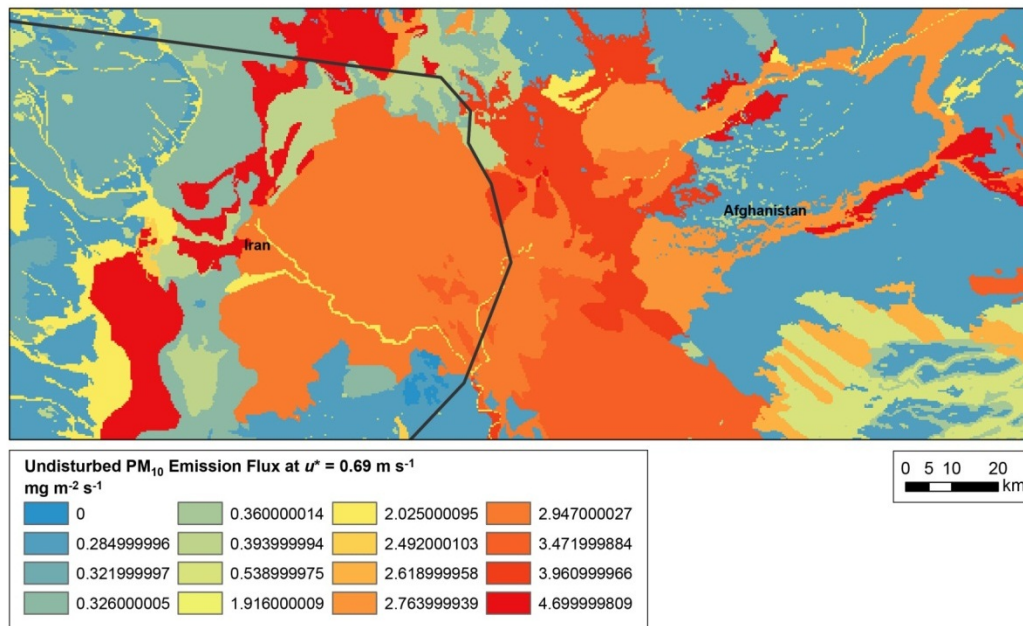 Afghanistan
Iran
Undisturbed PM₁₀ Emission Flux at u* = 0.69 m s⁻¹
mg m⁻² s⁻¹
0
0.284999996
0.321999997
0.326000005
0.360000014
0.393999994
0.538999975
1.916000009
2.025000095
2.492000103
2.618999958
2.763999939
2.947000027
3.471999884
3.960999966
4.699999809
0 5 10 20
km